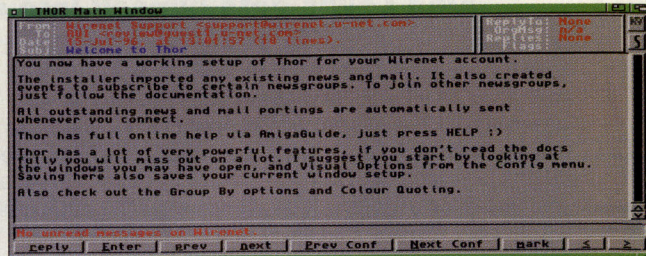 THOR Main Window
From: Wirenet Support <support@wirenet.u-net.com>
To: AUI <review@guest1.u-net.com>
Date: 15-Jul-96, at 13:01:57 (18 lines).
Subj: Welcome to Thor
ReplyTo: None
OrgMsg: n/a
Replies: None
Flags:
You now have a working setup of Thor for your Wirenet account.
The installer imported any existing news and mail. It also created
events to subscribe to certain newsgroups. To join other newsgroups,
just follow the documentation.
All outstanding news and mail portings are automatically sent
whenever you connect.
Thor has full online help via AmigaGuide, just press HELP :)
Thor has a lot of very powerful features, if you don't read the docs
fully you will miss out on a lot. I suggest you start by looking at
the windows you may have open, and Visual Options from the Config menu.
Saving here also saves your current window setup.
Also check out the Group By options and Colour Quoting.
No unread messages on Wirenet.
reply Enter prev next Prev Conf Next Conf mark < >